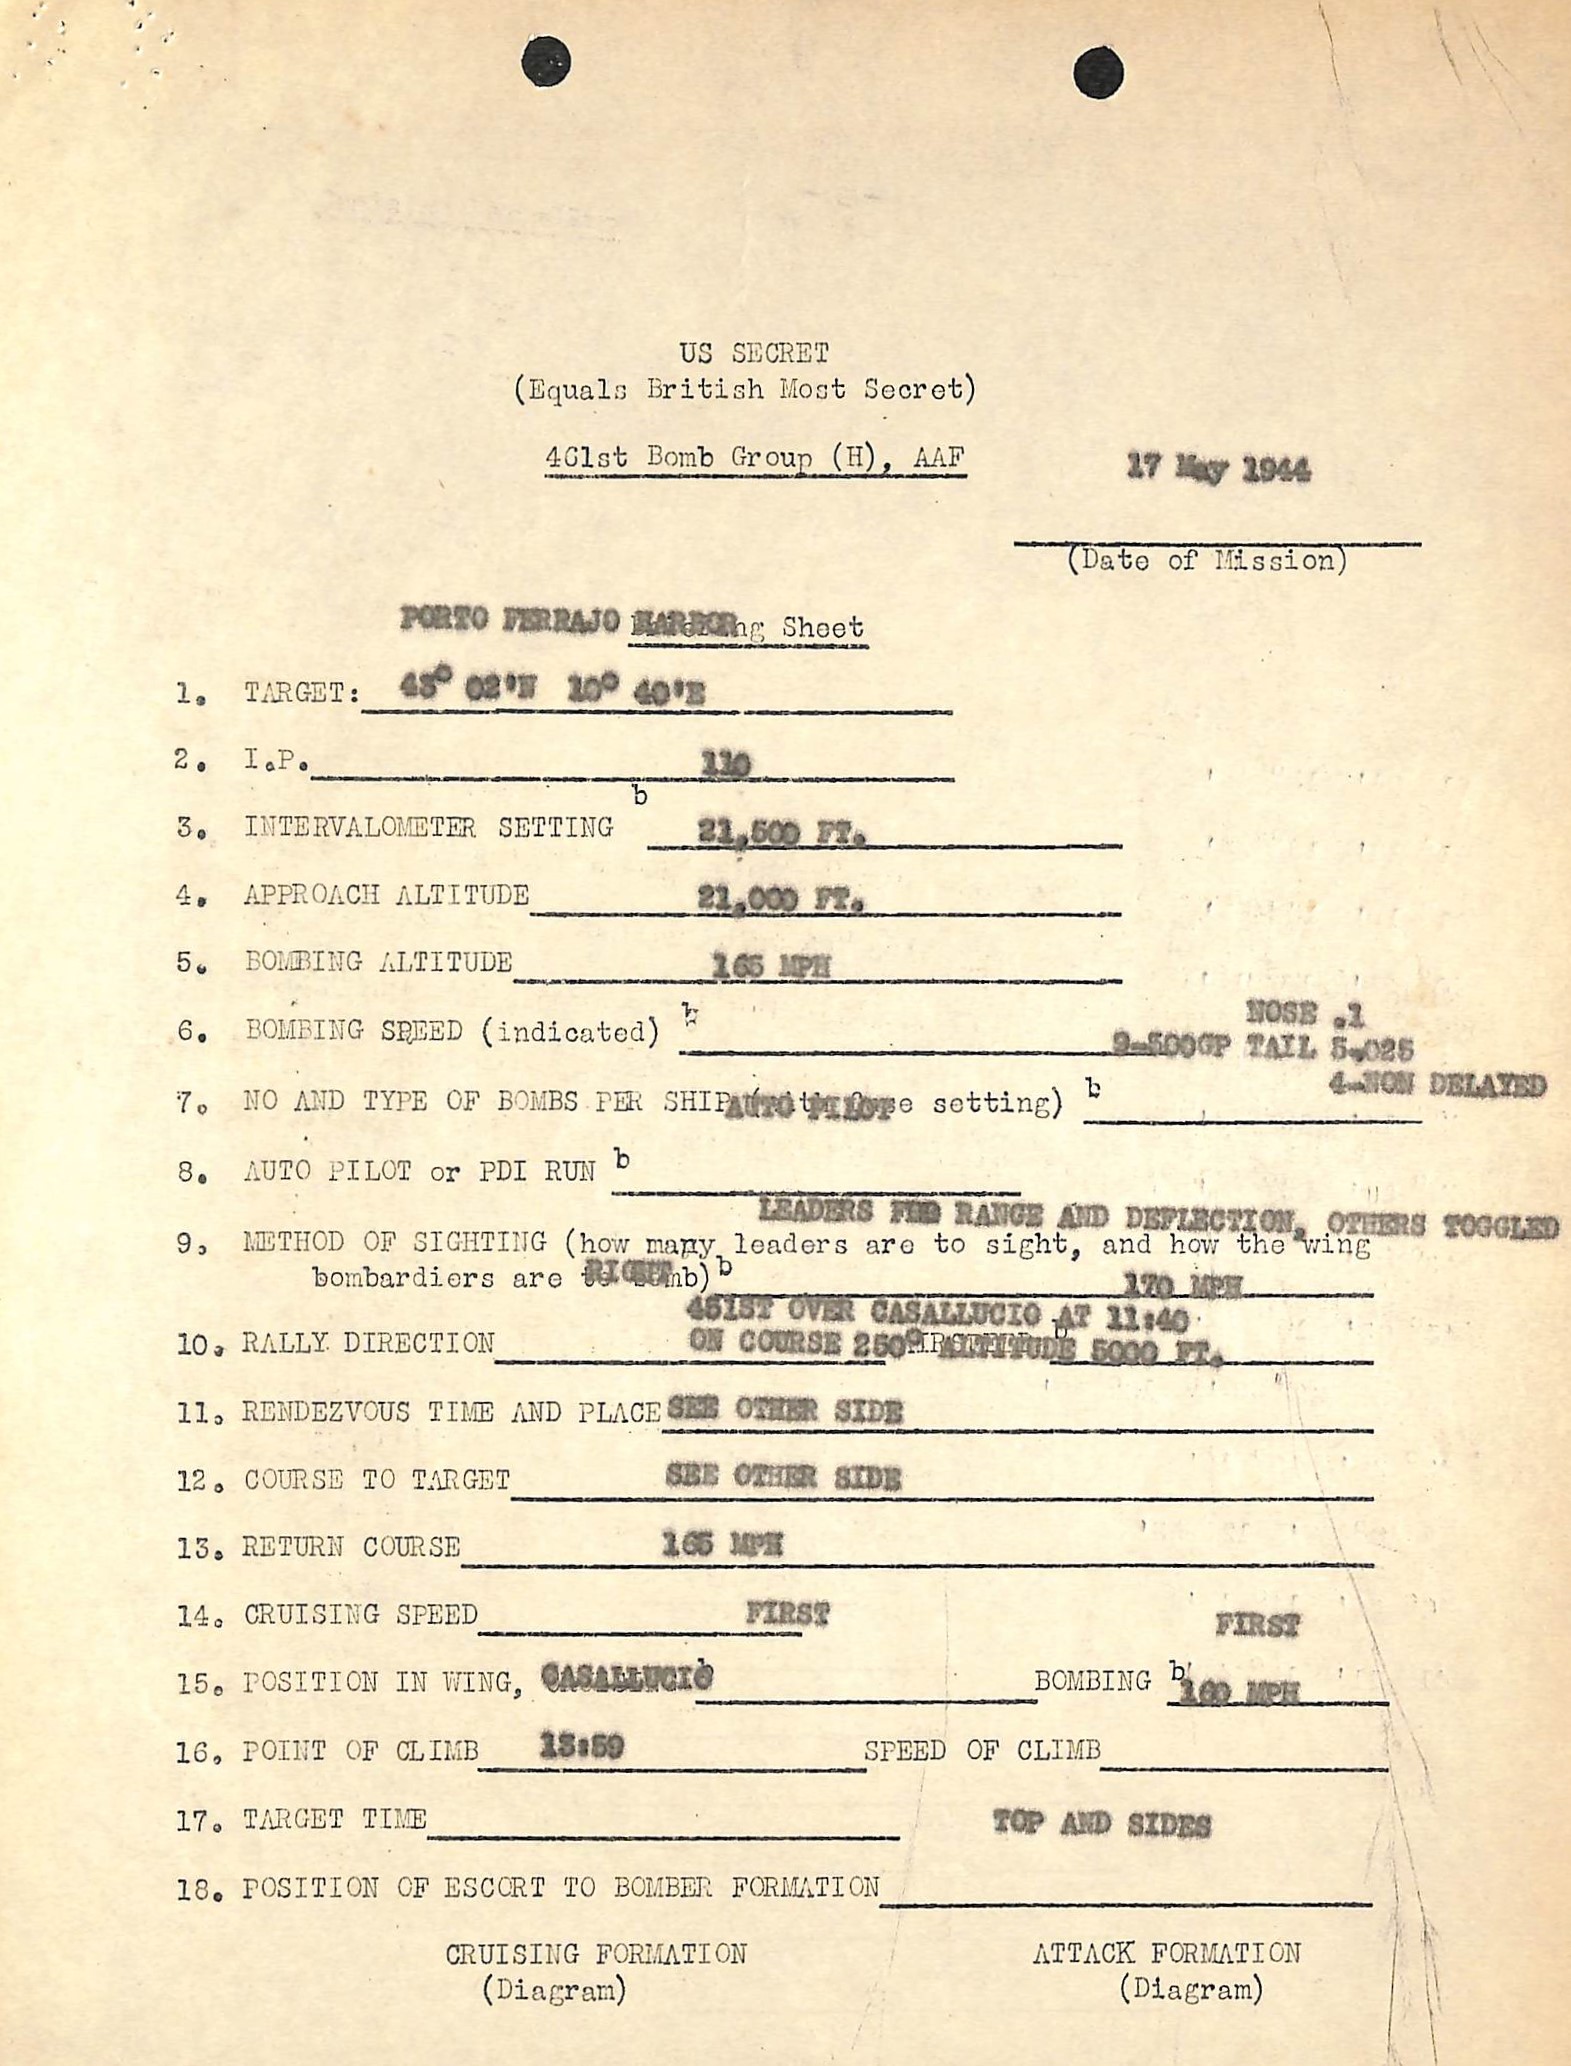 US SECRET
(Equals British Most Secret)
461st Bomb Group (H), AAF
17 May 1944
(Date of Mission)
PORTO FERRAJO HARBOR
Sheet
1. TARGET: 43° 02'N 10° 40'E
2. I.P. 110
b
3. INTERVALOMETER SETTING 21,500 FT.
4. APPROACH ALTITUDE 21,000 FT.
5. BOMBING ALTITUDE 165 MPH
NOSE .1
6. BOMBING SPEED (indicated) b 9-500GP TAIL 5-.025
4-NON DELAYED
7. NO AND TYPE OF BOMBS PER SHIP AUTO PILOT setting) b
8. AUTO PILOT or PDI RUN b
LEADERS FOR RANGE AND DEFLECTION, OTHERS TOGGLED
9. METHOD OF SIGHTING (how many leaders are to sight, and how the wing
bombardiers are to RIGHT bomb) b 170 MPH
461ST OVER CASALLUCIO AT 11:40
10. RALLY DIRECTION ON COURSE 250° ALTITUDE 5000 FT.
11. RENDEZVOUS TIME AND PLACE SEE OTHER SIDE
12. COURSE TO TARGET SEE OTHER SIDE
13. RETURN COURSE 165 MPH
14. CRUISING SPEED FIRST FIRST
15. POSITION IN WING, CASALLUCIO BOMBING b 160 MPH
16. POINT OF CLIMB 13:59 SPEED OF CLIMB
17. TARGET TIME TOP AND SIDES
18. POSITION OF ESCORT TO BOMBER FORMATION
CRUISING FORMATION ATTACK FORMATION
(Diagram) (Diagram)